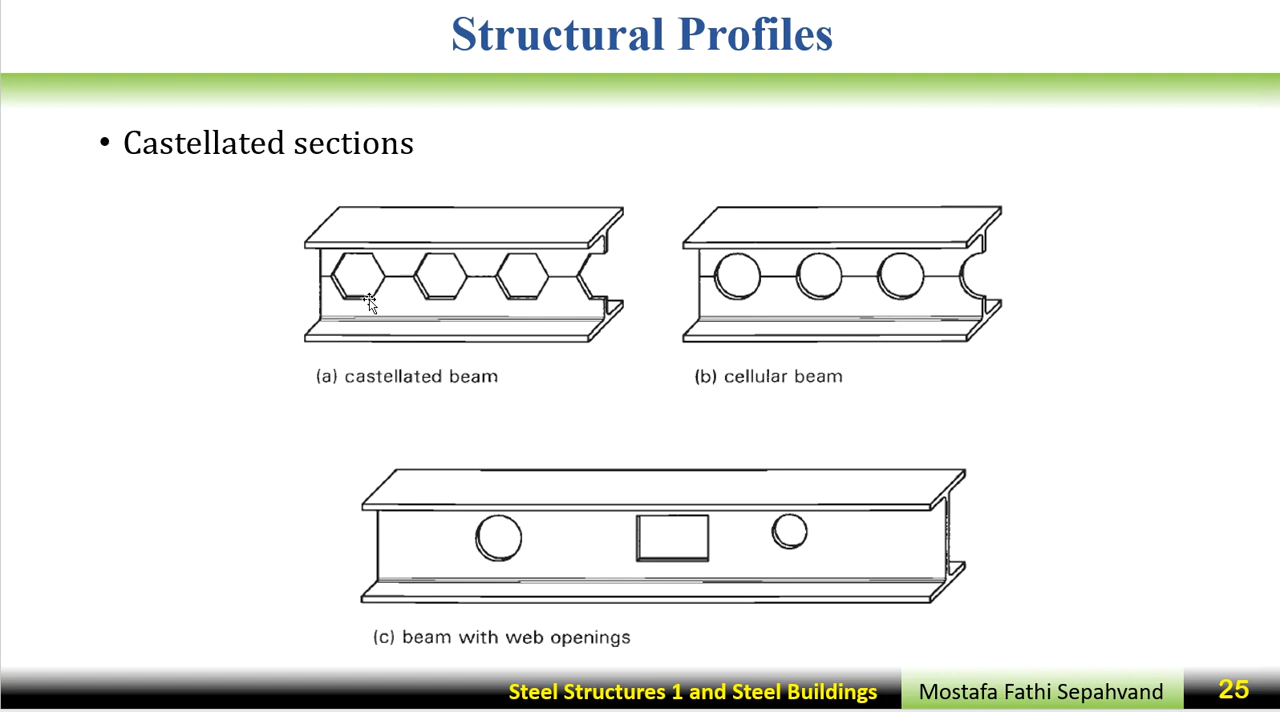 Structural Profiles
• Castellated sections
(a) castellated beam
(b) cellular beam
(c) beam with web openings
Steel Structures 1 and Steel Buildings
Mostafa Fathi Sepahvand
25